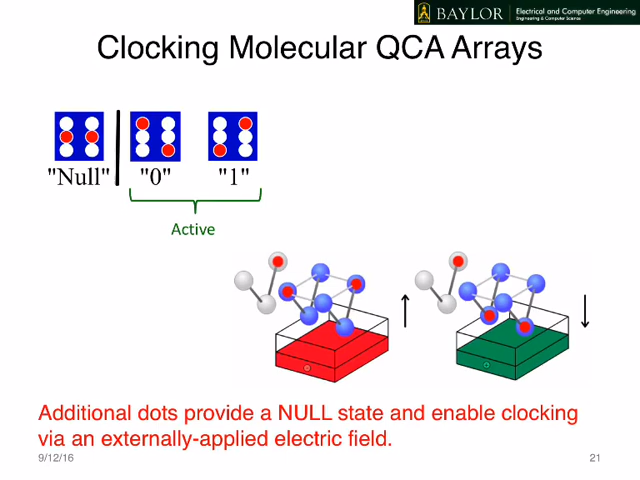 BAYLOR
Electrical and Computer Engineering
Engineering & Computer Science
Clocking Molecular QCA Arrays
"Null" "0" "1"
Active
Additional dots provide a NULL state and enable clocking
via an externally-applied electric field.
9/12/16 21